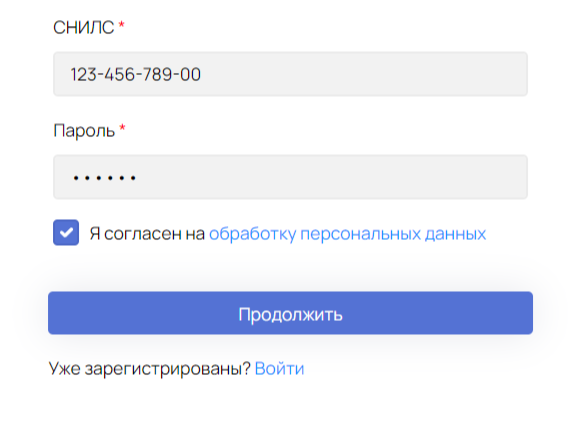 СНИЛС *
123-456-789-00
Пароль *
••••••
Я согласен на обработку персональных данных
Продолжить
Уже зарегистрированы? Войти